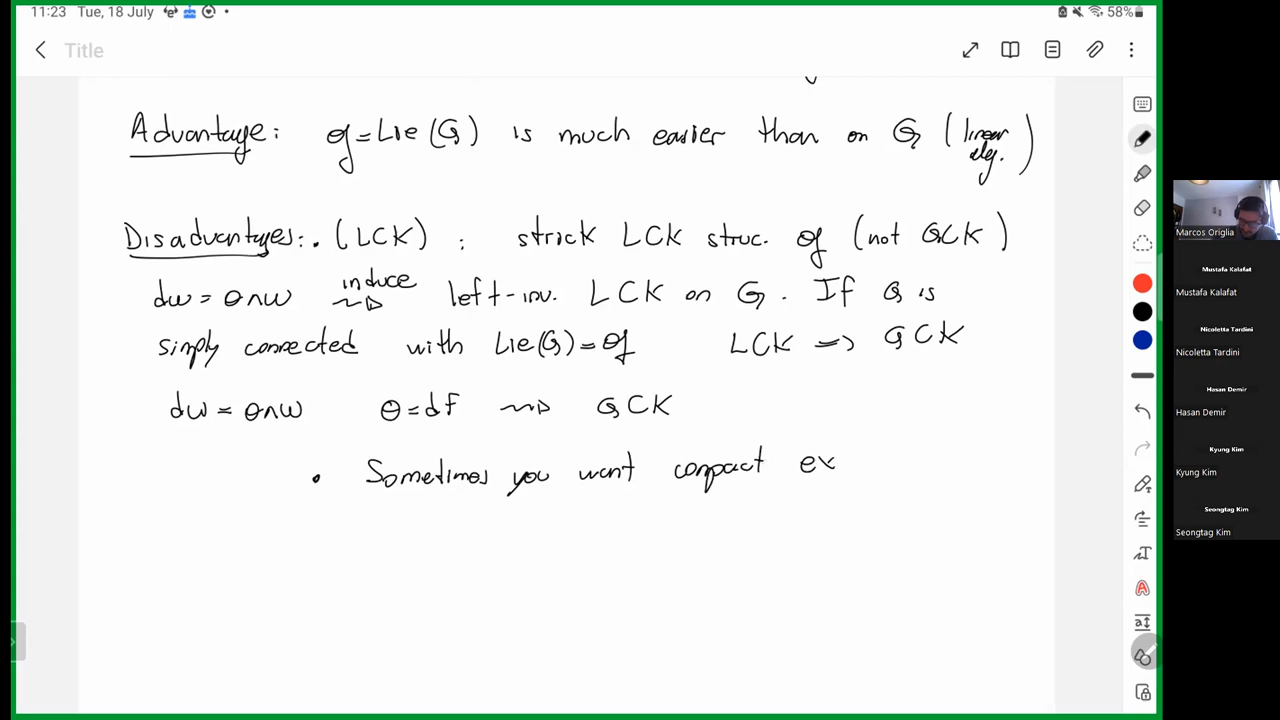 11:23 Tue, 18 July
58%
Title
Advantage: g = Lie(G) is much easier than on G (linear alg.)
Disadvantages: . (LCK) : strick LCK struc. g (not GCK)
dω = θ∧ω induce ⇝ left-inv. LCK on G. If G is
simply connected with Lie(G) = g LCK => GCK
dω = θ∧ω θ = df ⇝ GCK
• Sometimes you want compact ex
Marcos Origlia
Mustafa Kalafat
Mustafa Kalafat
Nicoletta Tardini
Nicoletta Tardini
Hasan Demir
Hasan Demir
Kyung Kim
Kyung Kim
Seongtag Kim
Seongtag Kim